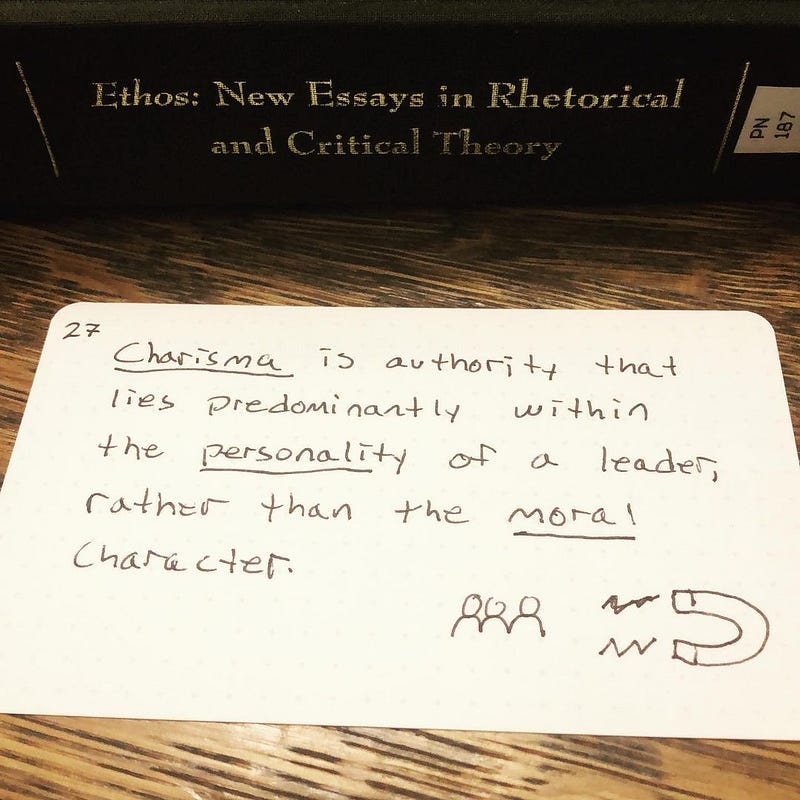 Ethos: New Essays in Rhetorical
and Critical Theory
PN
187
27
Charisma is authority that
lies predominantly within
the personality of a leader,
rather than the moral
character.